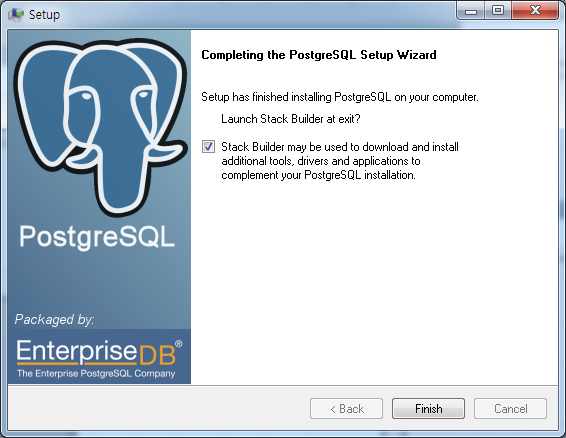 Setup
Completing the PostgreSQL Setup Wizard
Setup has finished installing PostgreSQL on your computer.
Launch Stack Builder at exit?
Stack Builder may be used to download and install
additional tools, drivers and applications to
complement your PostgreSQL installation.
PostgreSQL
Packaged by:
EnterpriseDB®
The Enterprise PostgreSQL Company
< Back
Finish
Cancel